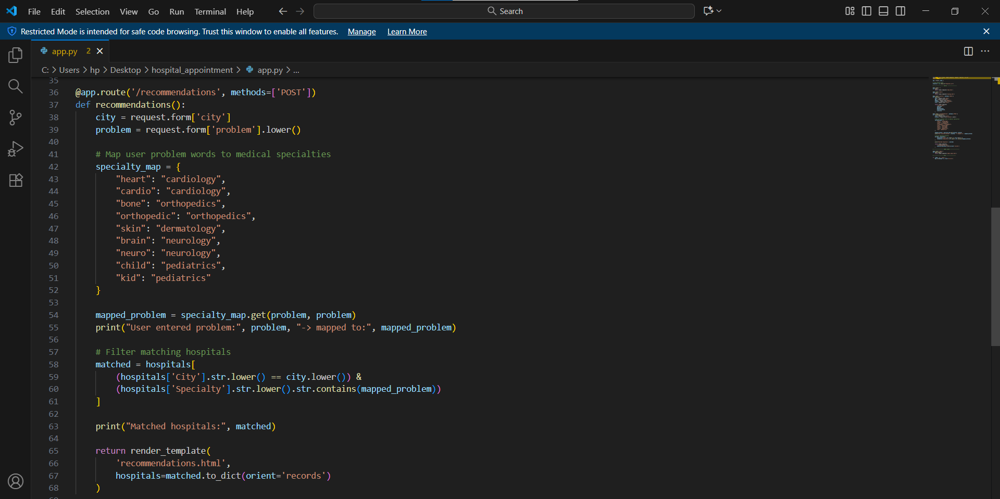 File Edit Selection View Go Run Terminal Help Search
Restricted Mode is intended for safe code browsing. Trust this window to enable all features. Manage Learn More
app.py 2
C: > Users > hp > Desktop > hospital_appointment > app.py > ...
35
36 @app.route('/recommendations', methods=['POST'])
37 def recommendations():
38 city = request.form['city']
39 problem = request.form['problem'].lower()
40
41 # Map user problem words to medical specialties
42 specialty_map = {
43 "heart": "cardiology",
44 "cardio": "cardiology",
45 "bone": "orthopedics",
46 "orthopedic": "orthopedics",
47 "skin": "dermatology",
48 "brain": "neurology",
49 "neuro": "neurology",
50 "child": "pediatrics",
51 "kid": "pediatrics"
52 }
53
54 mapped_problem = specialty_map.get(problem, problem)
55 print("User entered problem:", problem, "-> mapped to:", mapped_problem)
56
57 # Filter matching hospitals
58 matched = hospitals[
59 (hospitals['City'].str.lower() == city.lower()) &
60 (hospitals['Specialty'].str.lower().str.contains(mapped_problem))
61 ]
62
63 print("Matched hospitals:", matched)
64
65 return render_template(
66 'recommendations.html',
67 hospitals=matched.to_dict(orient='records')
68 )